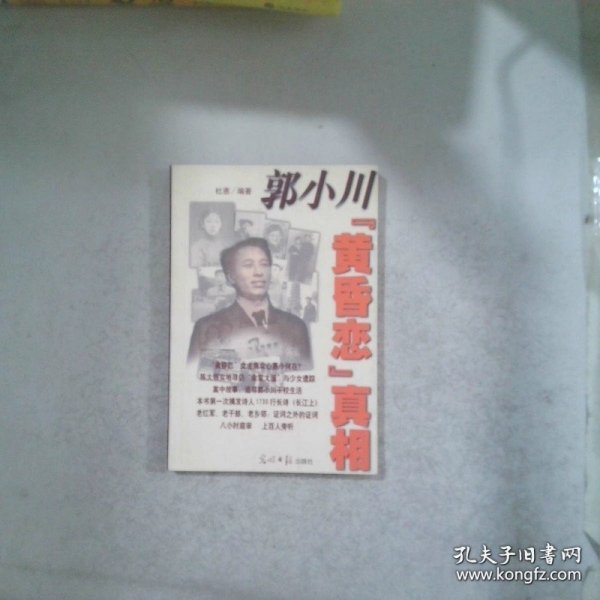 杜惠/编著
郭小川
『黄昏恋』真相
本书第一次揭发诗人1700行长诗《长江上》
老红军、老干部、老乡邻：证词之外的证词
八小时庭审 上百人旁听
光明日报出版社
孔夫子旧书网
www.kongfz.com